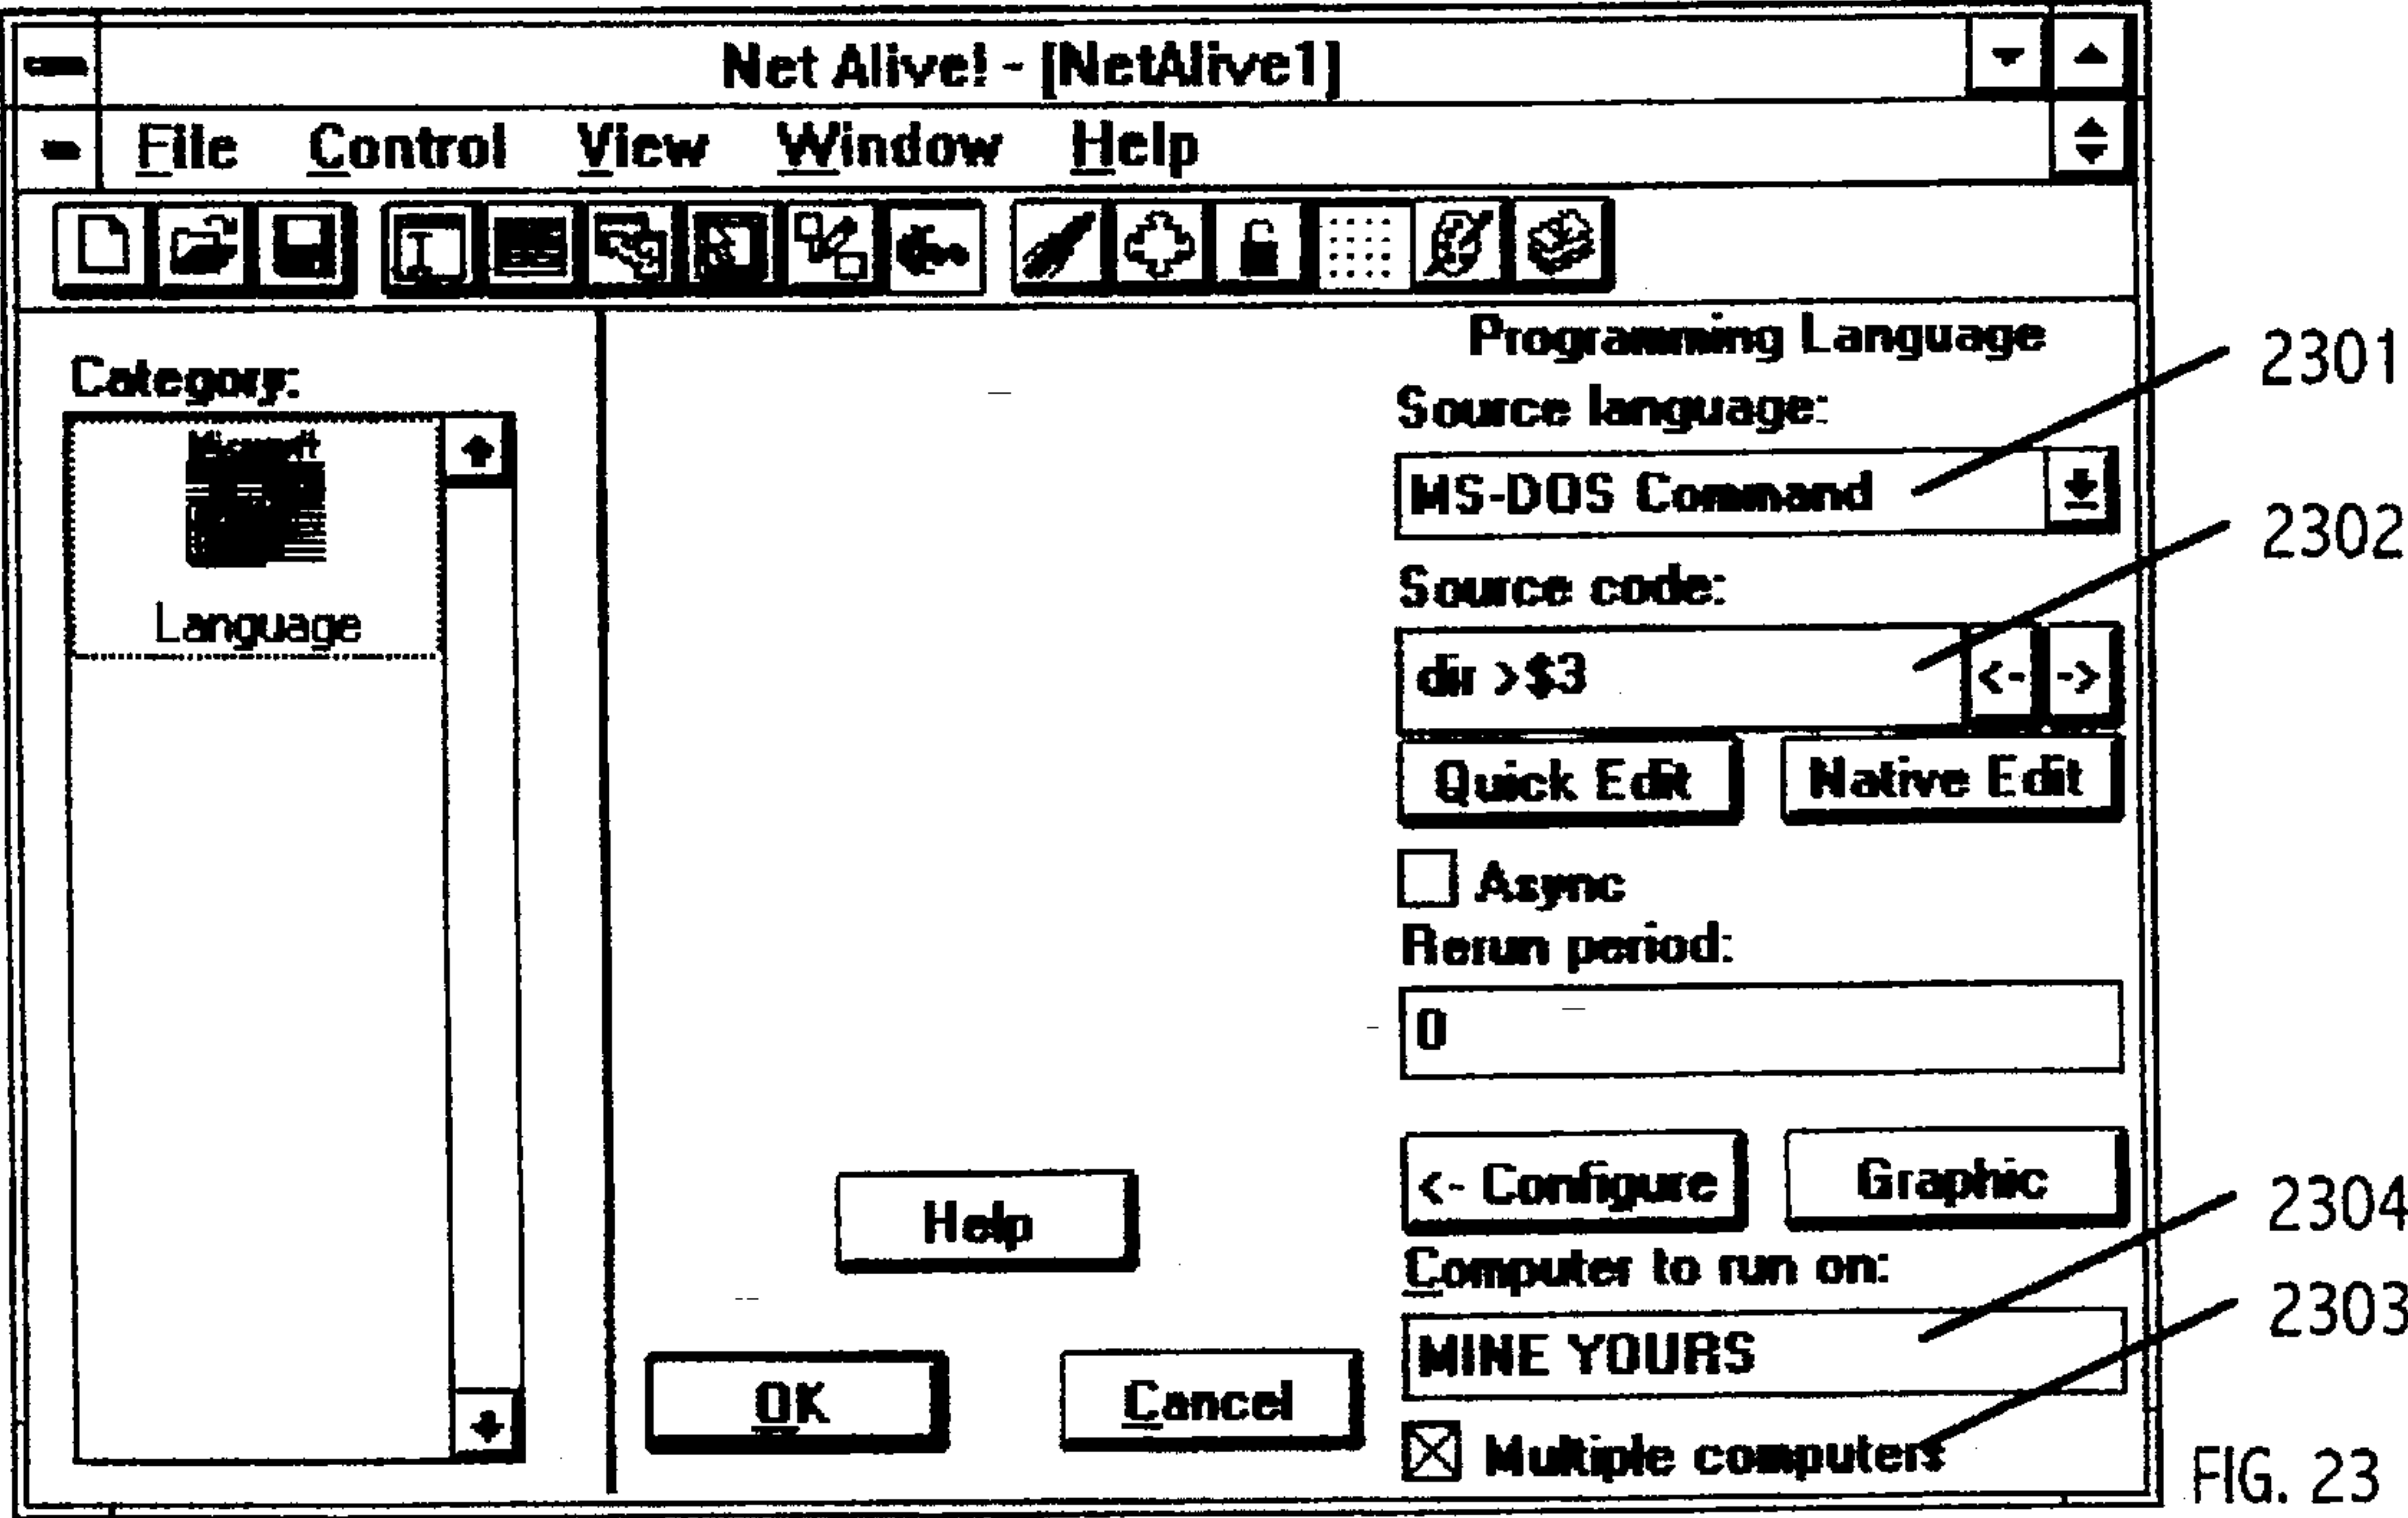 Net Alive! - [NetAlive1]
File Control View Window Help
Category:
Microsoft
Language
Programming Language
Source language:
MS-DOS Command
Source code:
dir >$3
<- ->
Quick Edit Native Edit
Async
Rerun period:
0
<- Configure Graphic
Computer to run on:
MINE YOURS
Multiple computers
Help
OK Cancel
2301
2302
2304
2303
FIG. 23